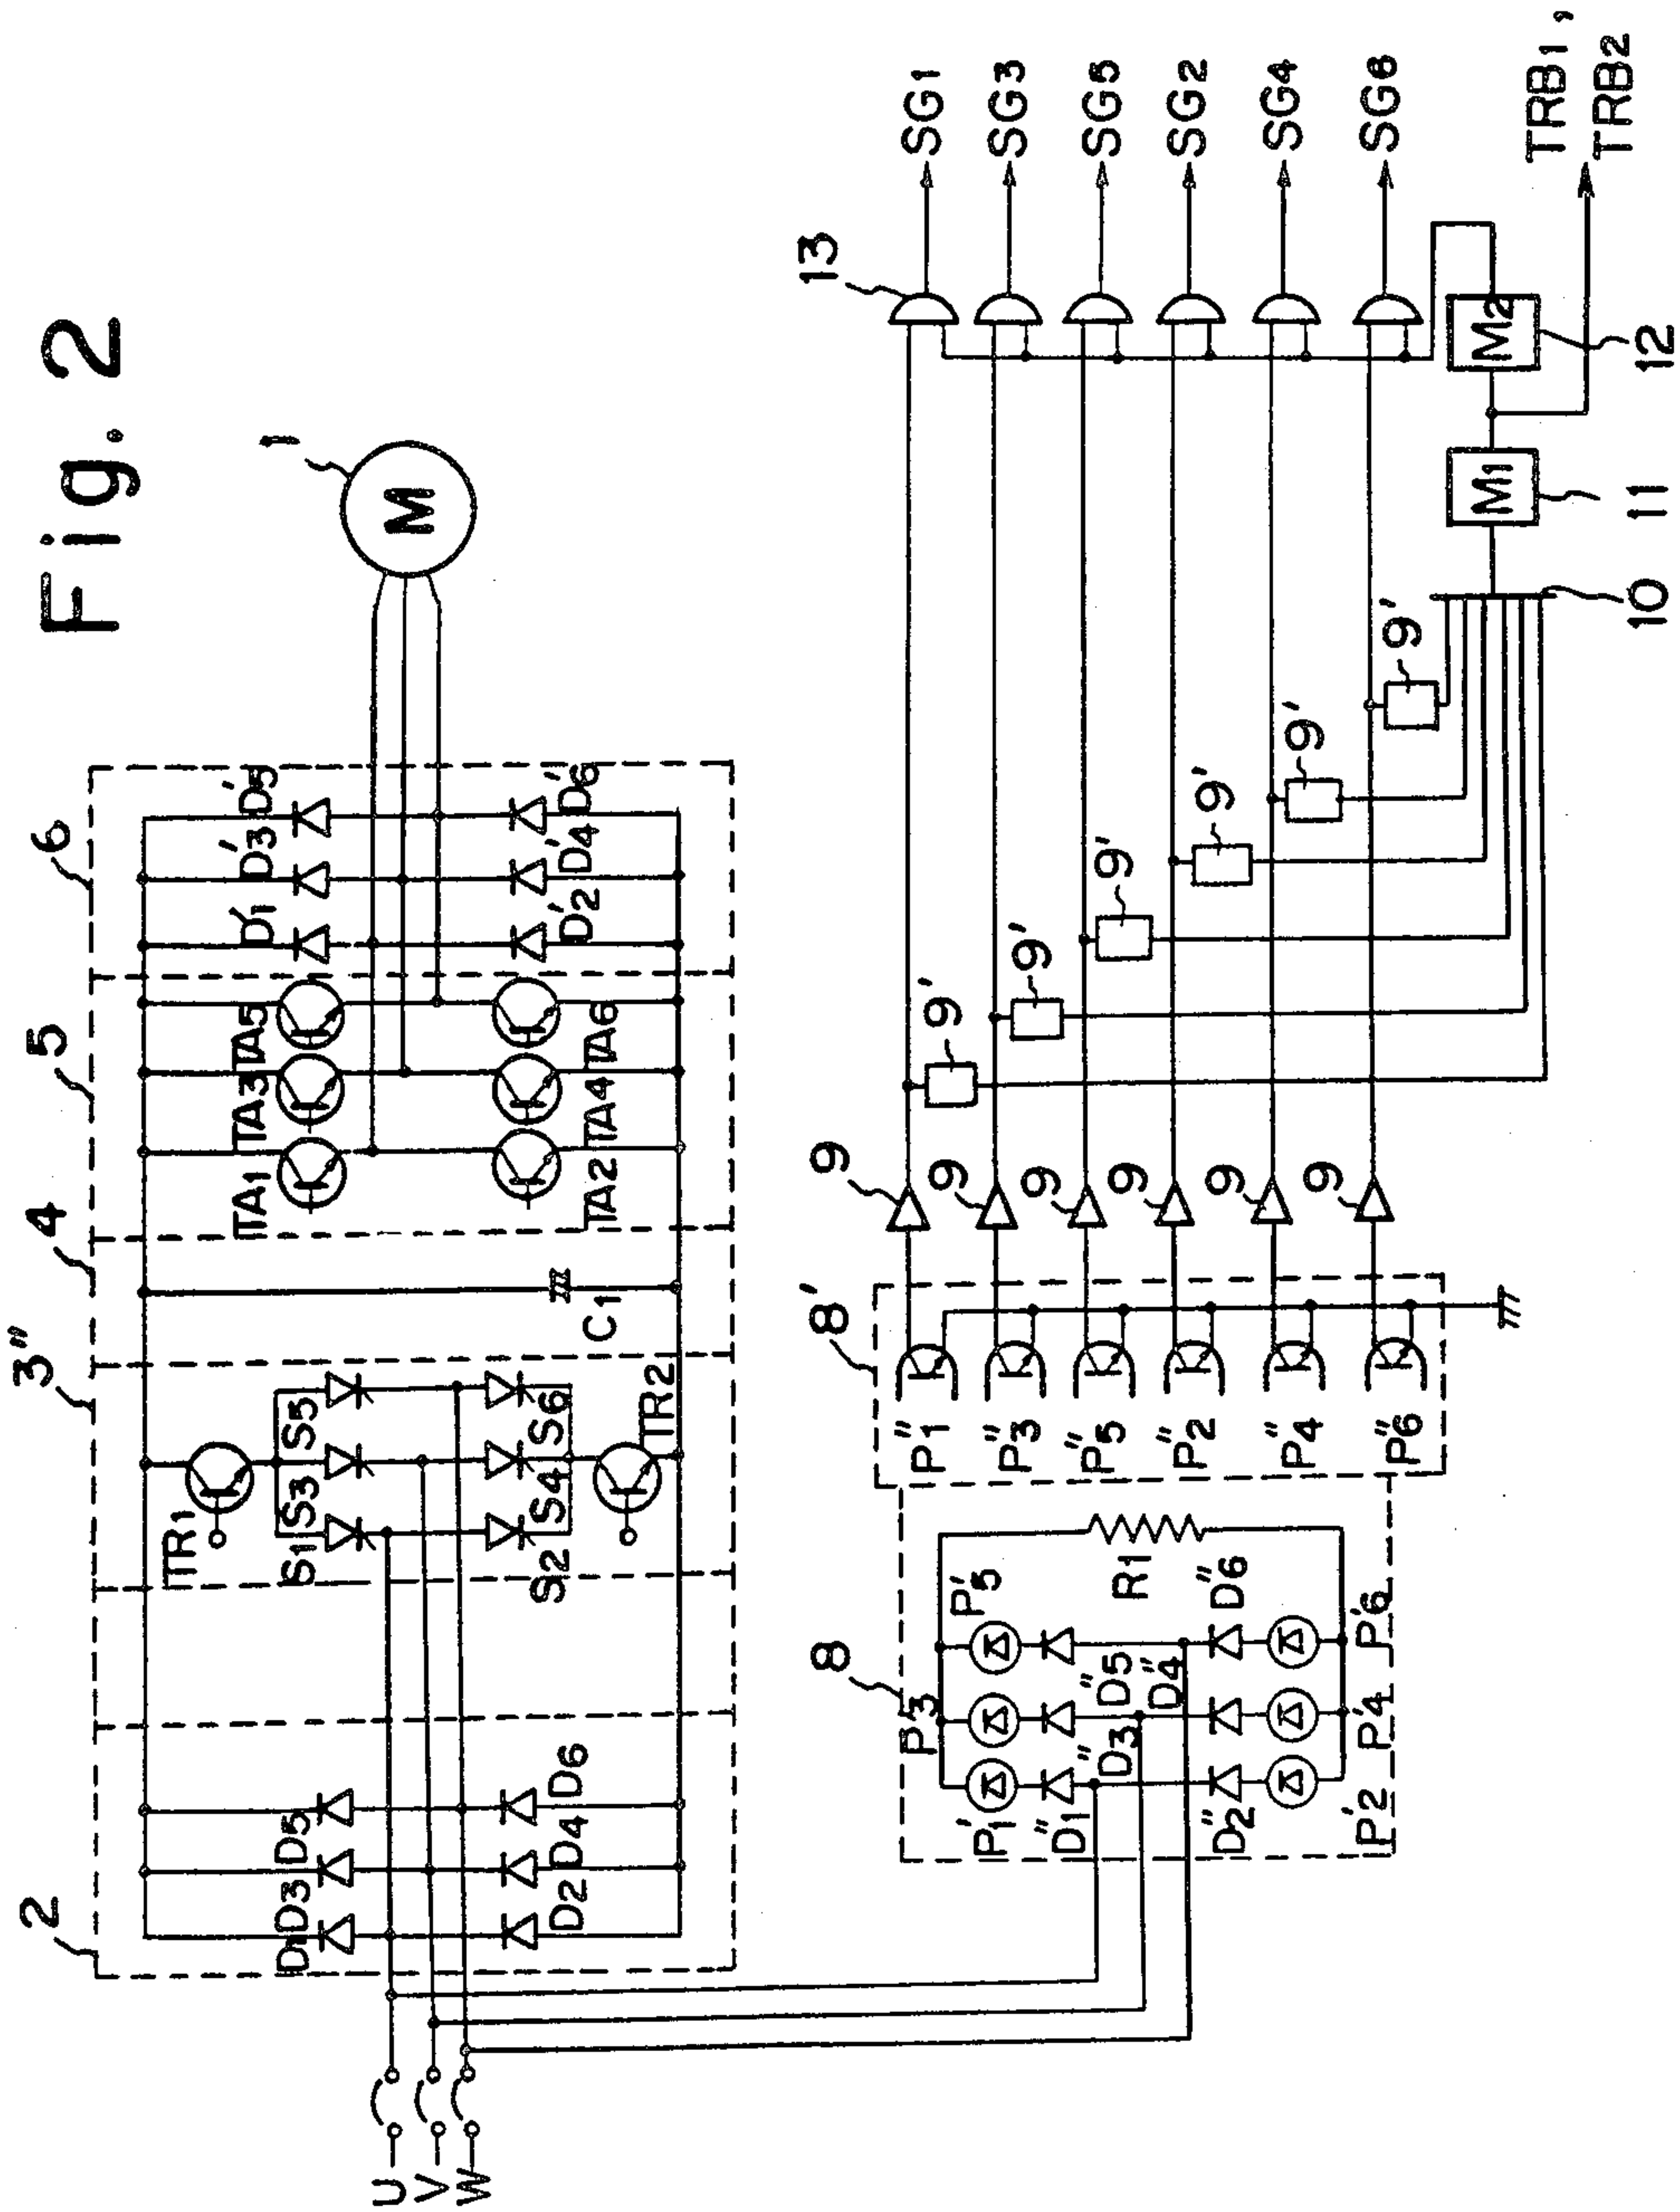 Fig. 2
2
3"
4
5
6
1
U
V
W
D1
D3
D5
D2
D4
D6
TR1
S1
S3
S5
S2
S4
S6
TR2
C1
TA1
TA3
TA5
TA2
TA4
TA6
D'1
D'3
D'5
D'2
D'4
D'6
M
8
P'1
P3
P'5
D"1
D"3
D"5
D"2
D"4
D"6
P'2
P'4
P'6
R1
8'
P"1
P"3
P"5
P"2
P"4
P"6
9
9
9
9
9
9
9'
9'
9'
9'
9'
9'
10
M1
11
M2
12
13
SG1
SG3
SG5
SG2
SG4
SG6
TRB1,
TRB2